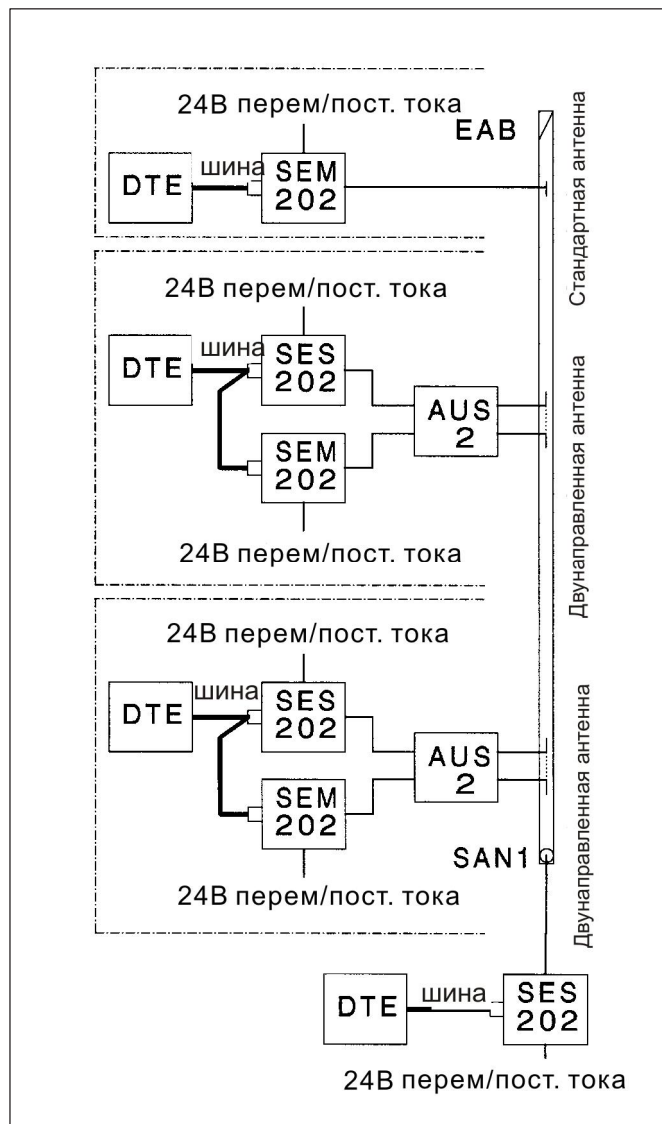 24В перем/пост. тока
EAB
шина
DTE
SEM
202
Стандартная антенна
24В перем/пост. тока
шина
DTE
SES
202
AUS
2
SEM
202
24В перем/пост. тока
Двунаправленная антенна
24В перем/пост. тока
шина
DTE
SES
202
AUS
2
SEM
202
SAN1
24В перем/пост. тока
Двунаправленная антенна
DTE
шина
SES
202
24В перем/пост. тока